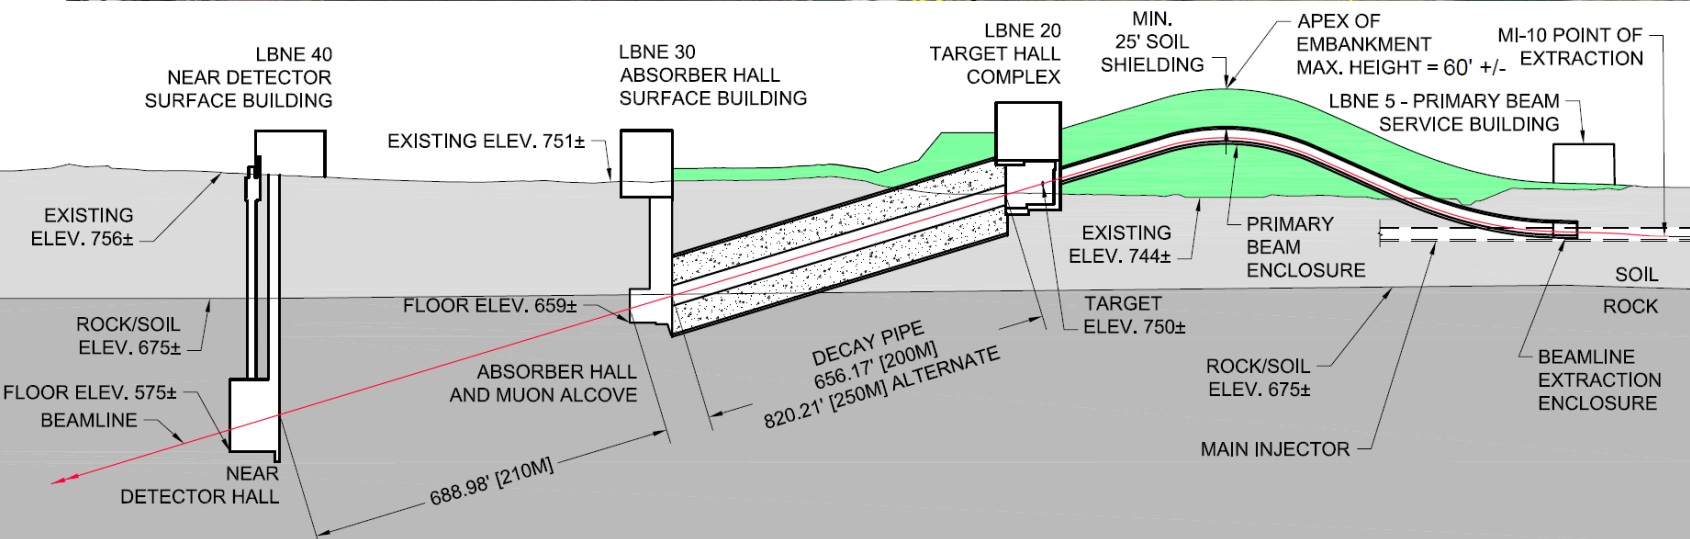 LBNE 40
NEAR DETECTOR
SURFACE BUILDING
LBNE 30
ABSORBER HALL
SURFACE BUILDING
LBNE 20
TARGET HALL
COMPLEX
MIN.
25' SOIL
SHIELDING
APEX OF
EMBANKMENT
MAX. HEIGHT = 60' +/-
MI-10 POINT OF
EXTRACTION
LBNE 5 - PRIMARY BEAM
SERVICE BUILDING
EXISTING ELEV. 751±
EXISTING
ELEV. 756±
EXISTING
ELEV. 744±
PRIMARY
BEAM
ENCLOSURE
SOIL
ROCK
FLOOR ELEV. 659±
TARGET
ELEV. 750±
ROCK/SOIL
ELEV. 675±
DECAY PIPE
656.17' [200M]
820.21' [250M] ALTERNATE
ROCK/SOIL
ELEV. 675±
BEAMLINE
EXTRACTION
ENCLOSURE
ABSORBER HALL
AND MUON ALCOVE
FLOOR ELEV. 575±
BEAMLINE
MAIN INJECTOR
NEAR
DETECTOR HALL
688.98' [210M]